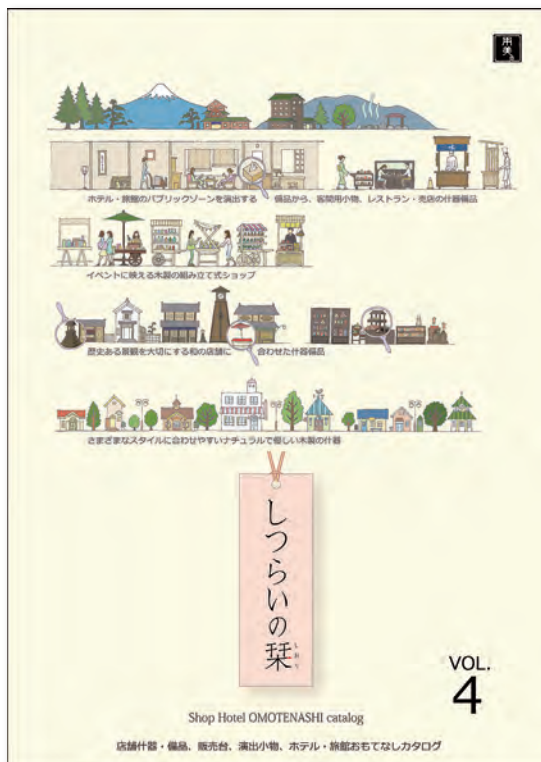 用美
ホテル・旅館のパブリックゾーンを演出する 備品から、客間用小物、レストラン・売店の什器備品
イベントに映える木製の組み立て式ショップ
歴史ある景観を大切にする和の店舗に 合わせた什器備品
さまざまなスタイルに合わせやすいナチュラルで優しい木製の什器
しつらいの栞
しおり
VOL.
4
Shop Hotel OMOTENASHI catalog
店舗什器・備品、販売台、演出小物、ホテル・旅館おもてなしカタログ